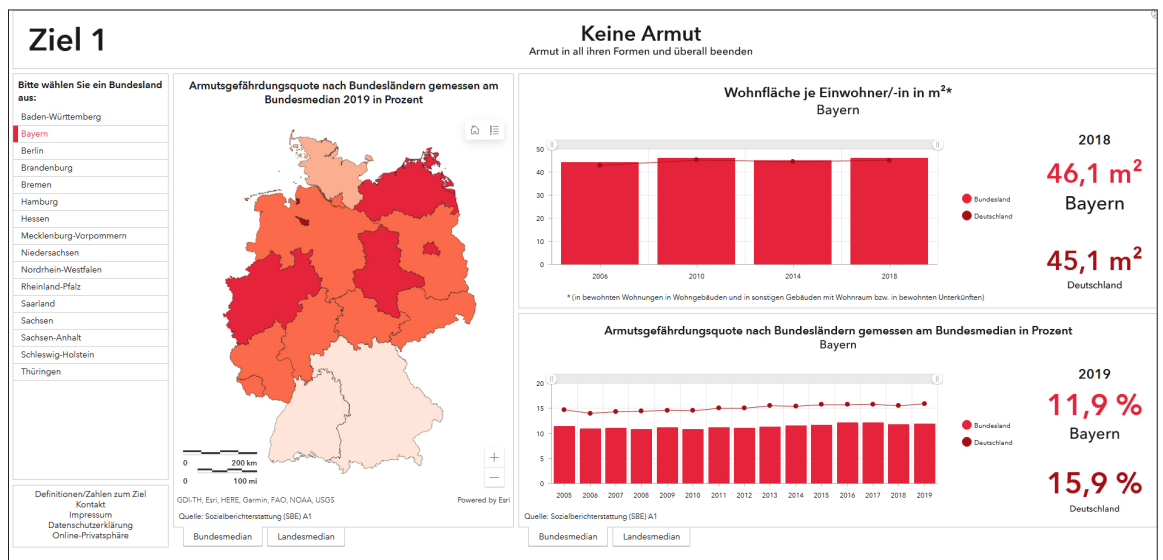 Ziel 1
Keine Armut
Armut in all ihren Formen und überall beenden
Bitte wählen Sie ein Bundesland
aus:
Baden-Württemberg
Bayern
Berlin
Brandenburg
Bremen
Hamburg
Hessen
Mecklenburg-Vorpommern
Niedersachsen
Nordrhein-Westfalen
Rheinland-Pfalz
Saarland
Sachsen
Sachsen-Anhalt
Schleswig-Holstein
Thüringen
Definitionen/Zahlen zum Ziel
Kontakt
Impressum
Datenschutzerklärung
Online-Privatsphäre
Armutsgefährdungsquote nach Bundesländern gemessen am
Bundesmedian 2019 in Prozent
0 200 km
0 100 mi
+
−
GDI-TH, Esri, HERE, Garmin, FAO, NOAA, USGS Powered by Esri
Quelle: Sozialberichterstattung (SBE) A1
Bundesmedian Landesmedian
Wohnfläche je Einwohner/-in in m²*
Bayern
50
40
30
20
10
0
2006 2010 2014 2018
Bundesland
Deutschland
* (in bewohnten Wohnungen in Wohngebäuden und in sonstigen Gebäuden mit Wohnraum bzw. in bewohnten Unterkünften)
2018
46,1 m²
Bayern
45,1 m²
Deutschland
Armutsgefährdungsquote nach Bundesländern gemessen am Bundesmedian in Prozent
Bayern
20
15
10
5
0
2005 2006 2007 2008 2009 2010 2011 2012 2013 2014 2015 2016 2017 2018 2019
Bundesland
Deutschland
2019
11,9 %
Bayern
15,9 %
Deutschland
Quelle: Sozialberichterstattung (SBE) A1
Bundesmedian Landesmedian